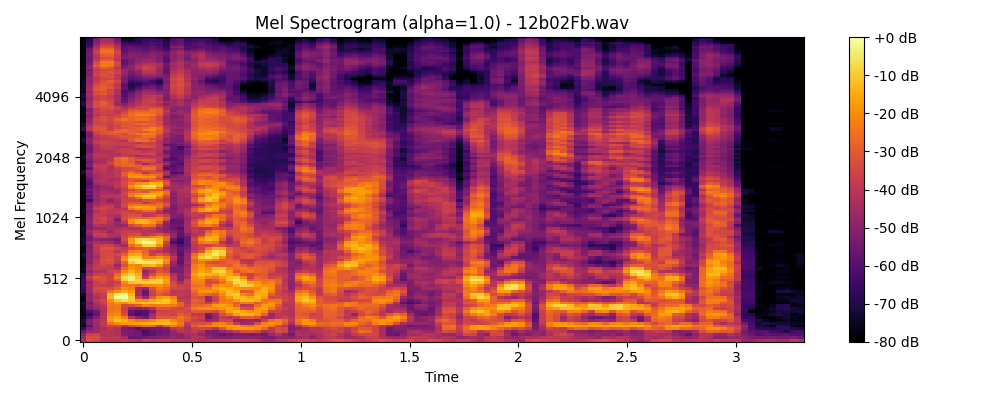 Mel Spectrogram (alpha=1.0) - 12b02Fb.wav
Mel Frequency
4096
2048
1024
512
0
0
0.5
1
1.5
2
2.5
3
Time
+0 dB
-10 dB
-20 dB
-30 dB
-40 dB
-50 dB
-60 dB
-70 dB
-80 dB